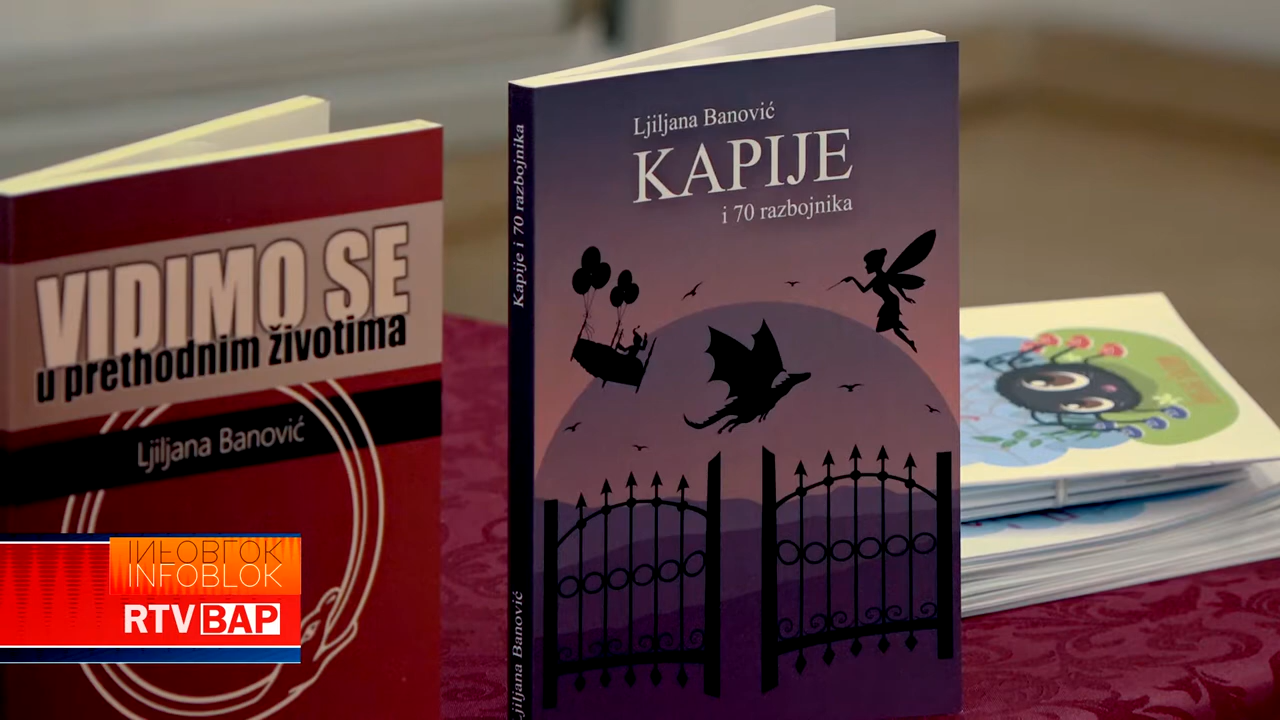 VIDIMO SE
u prethodnim životima
Ljiljana Banović
Kapije i 70 razbojnika
Ljiljana Banović
Ljiljana Banović
KAPIJE
i 70 razbojnika
INFOBLOK
INFOBLOK
RTV BAP